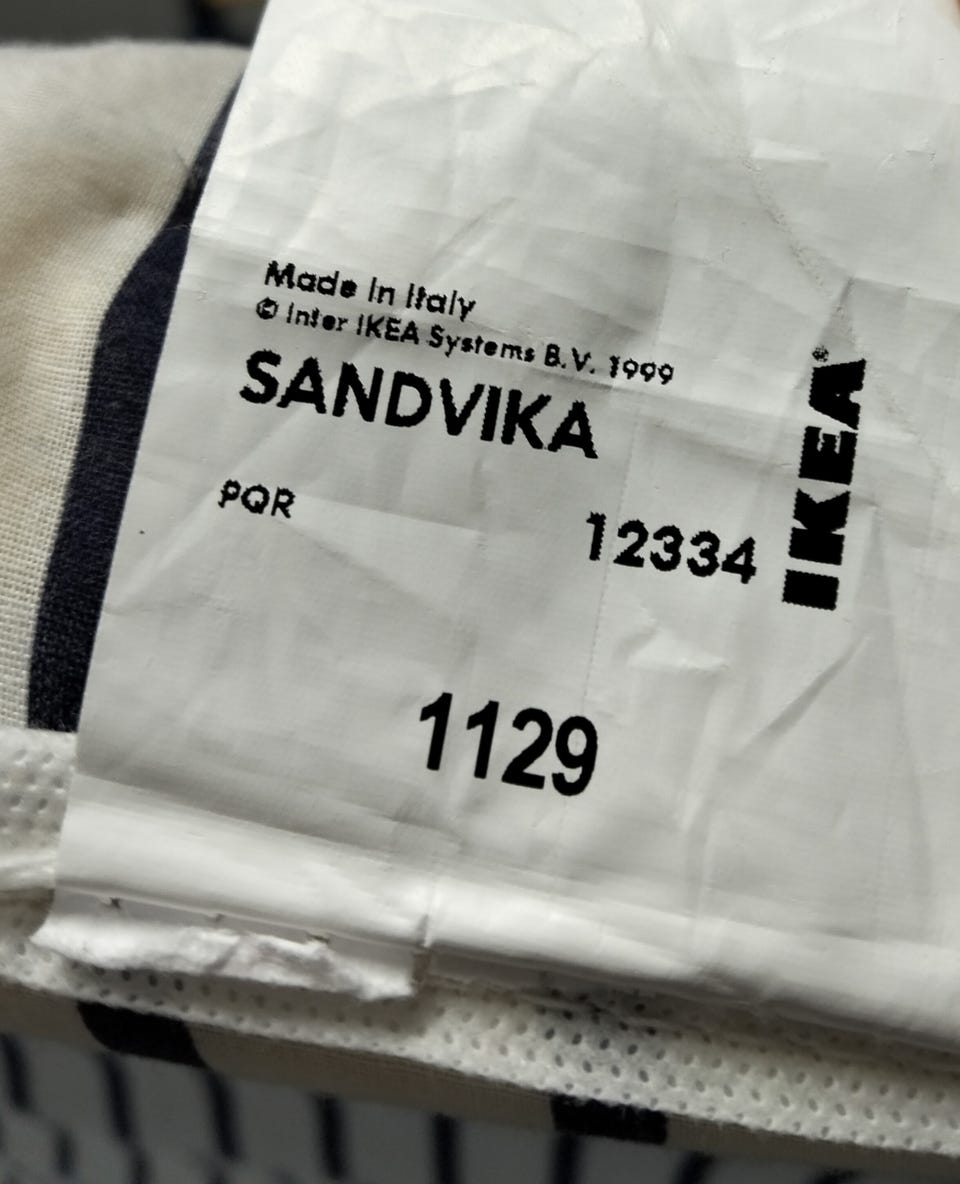 Made in Italy
© Inter IKEA Systems B.V. 1999
SANDVIKA
PQR
12334
IKEA®
1129